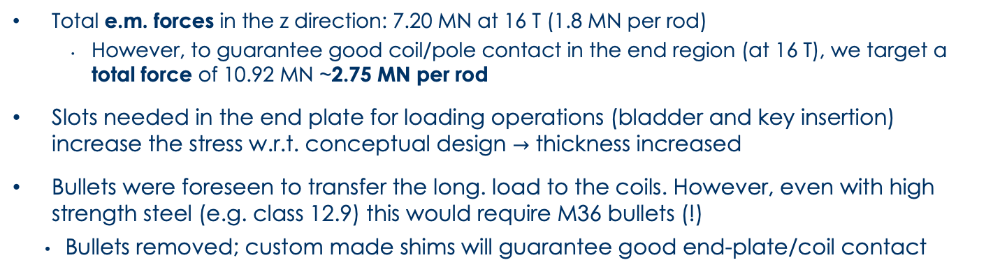 • Total e.m. forces in the z direction: 7.20 MN at 16 T (1.8 MN per rod)
• However, to guarantee good coil/pole contact in the end region (at 16 T), we target a
total force of 10.92 MN ~2.75 MN per rod
• Slots needed in the end plate for loading operations (bladder and key insertion)
increase the stress w.r.t. conceptual design → thickness increased
• Bullets were foreseen to transfer the long. load to the coils. However, even with high
strength steel (e.g. class 12.9) this would require M36 bullets (!)
• Bullets removed; custom made shims will guarantee good end-plate/coil contact